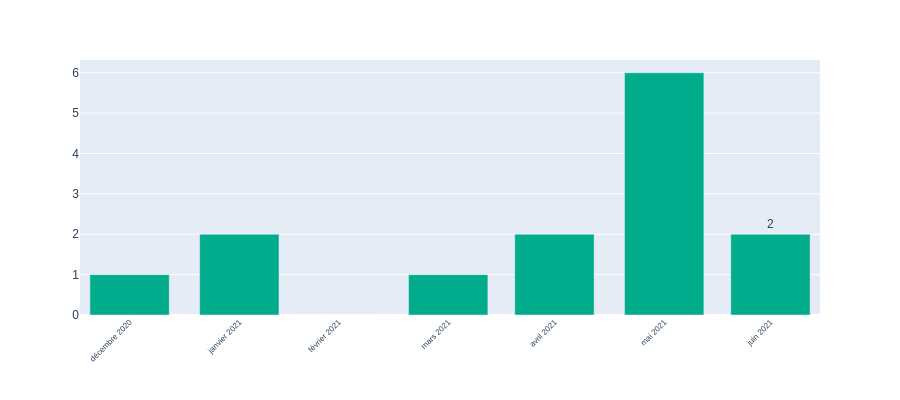 6
5
4
3
2
1
0
2
décembre 2020
janvier 2021
février 2021
mars 2021
avril 2021
mai 2021
juin 2021